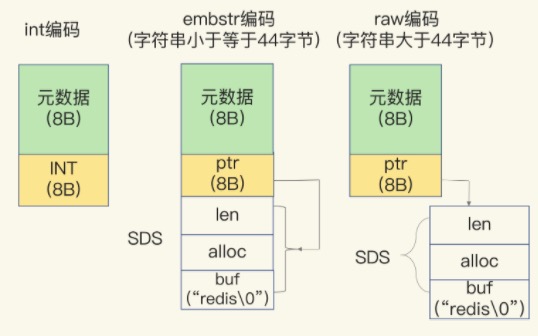 int编码
元数据
(8B)
INT
(8B)
embstr编码
(字符串小于等于44字节)
元数据
(8B)
ptr
(8B)
SDS
len
alloc
buf
(“redis\0”)
raw编码
(字符串大于44字节)
元数据
(8B)
ptr
(8B)
SDS
len
alloc
buf
(“redis\0”)